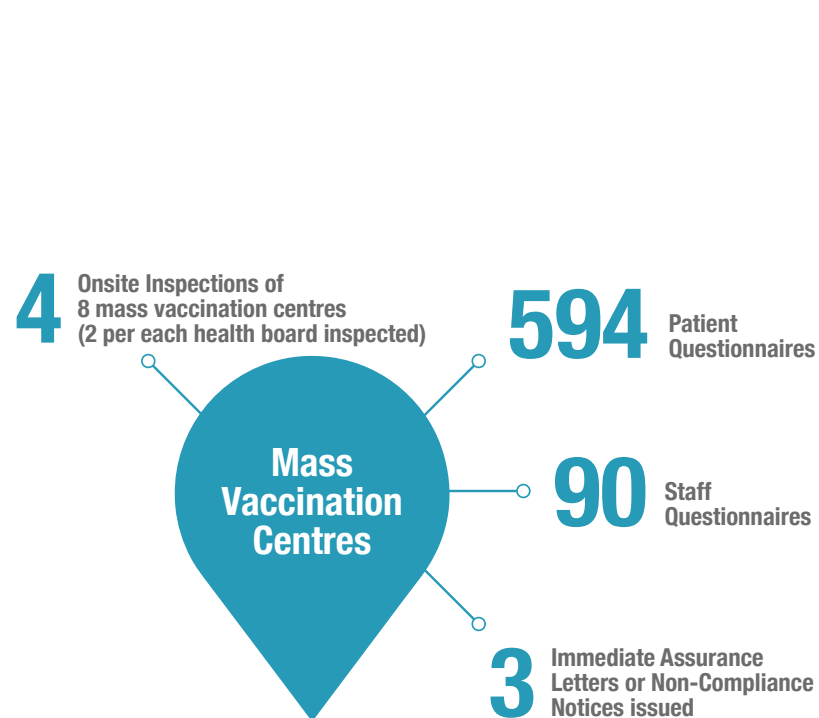 4
Onsite Inspections of
8 mass vaccination centres
(2 per each health board inspected)
594
Patient
Questionnaires
Mass
Vaccination
Centres
90
Staff
Questionnaires
3
Immediate Assurance
Letters or Non-Compliance
Notices issued